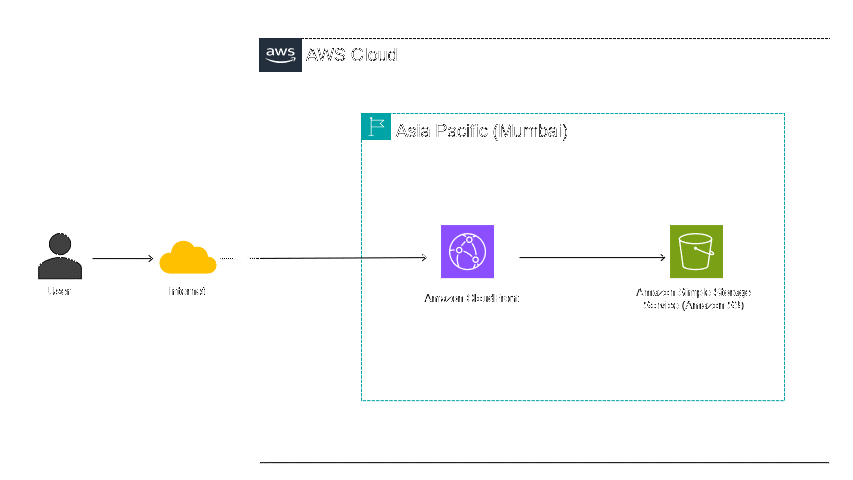 aws
AWS Cloud
Asia Pacific (Mumbai)
User
Internet
Amazon CloudFront
Amazon Simple Storage
Service (Amazon S3)